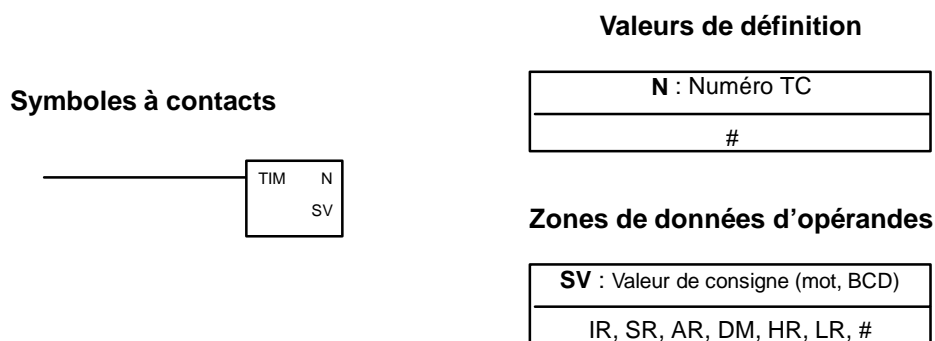 Symboles à contacts
TIM N
SV
Valeurs de définition
N : Numéro TC
#
Zones de données d’opérandes
SV : Valeur de consigne (mot, BCD)
IR, SR, AR, DM, HR, LR, #